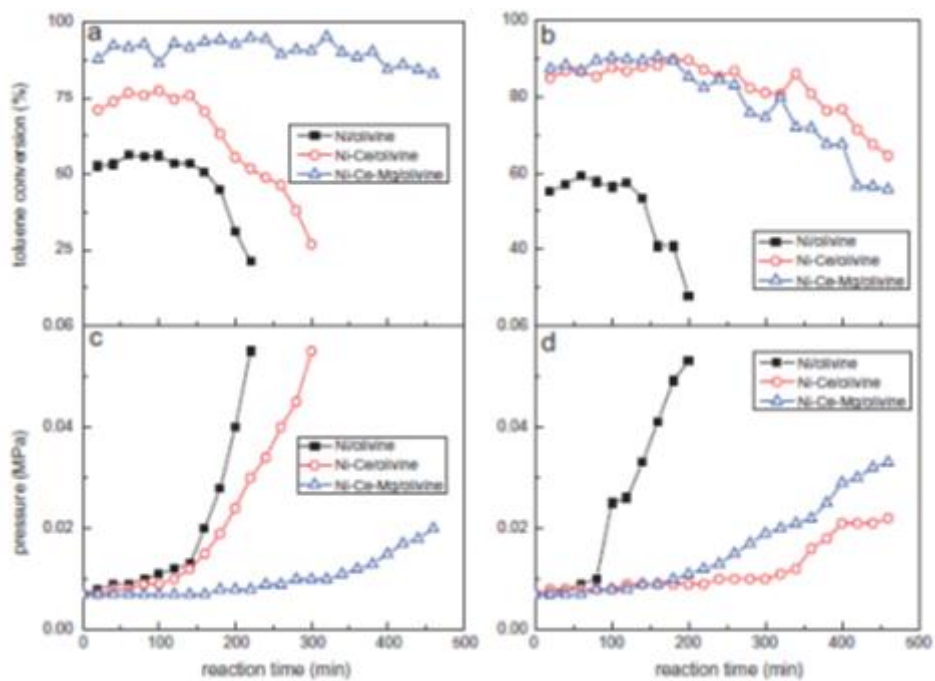 a
100
75
50
25
0.06
toluene conversion (%)
Ni/olivine
Ni-Ce/olivine
Ni-Ce-Mg/olivine
b
100
80
60
40
0.06
Ni/olivine
Ni-Ce/olivine
Ni-Ce-Mg/olivine
c
0.04
0.02
0.00
pressure (MPa)
Ni/olivine
Ni-Ce/olivine
Ni-Ce-Mg/olivine
0 100 200 300 400 500
reaction time (min)
d
0.04
0.02
0.00
Ni/olivine
Ni-Ce/olivine
Ni-Ce-Mg/olivine
0 100 200 300 400 500
reaction time (min)